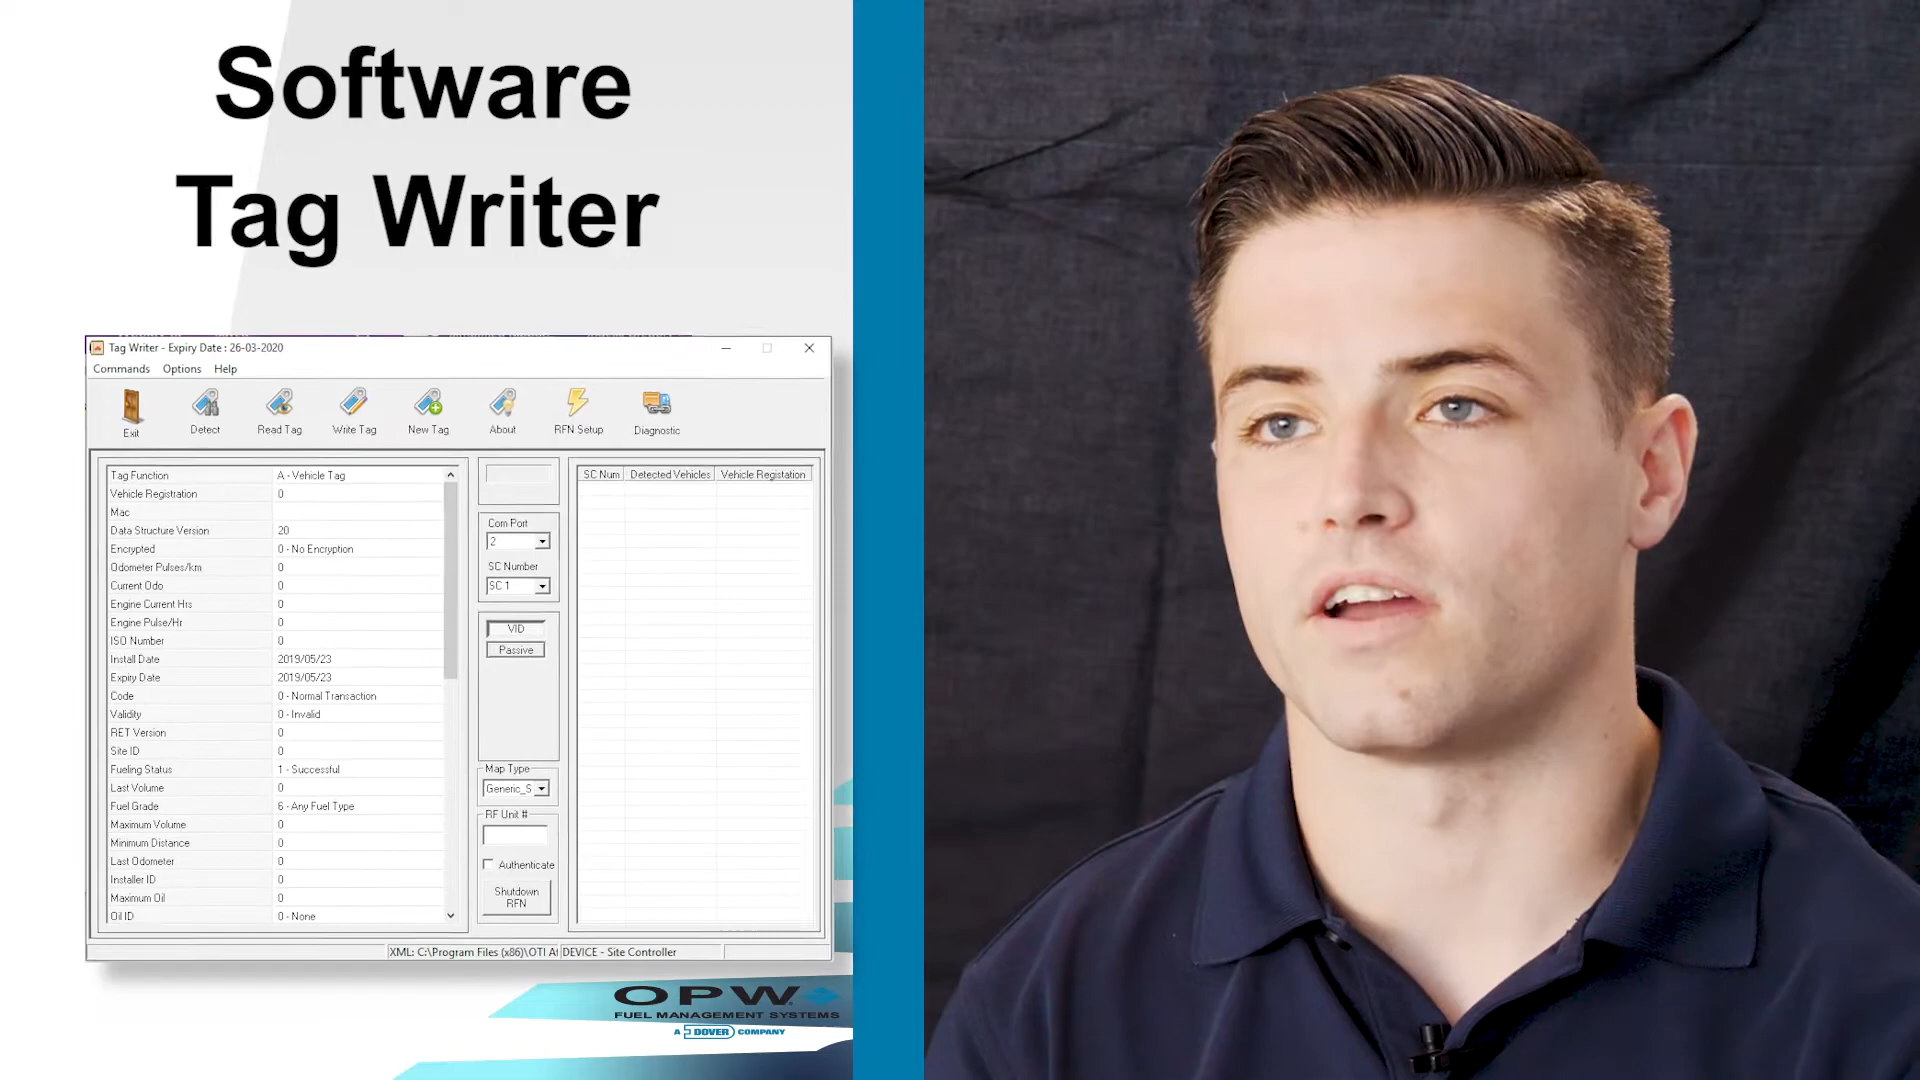 Software
Tag Writer
Tag Writer - Expiry Date : 26-03-2020
Commands Options Help
Exit Detect Read Tag Write Tag New Tag About RFN Setup Diagnostic
Tag Function A - Vehicle Tag
Vehicle Registration 0
Mac
Data Structure Version 20
Encrypted 0 - No Encryption
Odometer Pulses/km 0
Current Odo 0
Engine Current Hrs 0
Engine Pulse/Hr 0
ISO Number 0
Install Date 2019/05/23
Expiry Date 2019/05/23
Code 0 - Normal Transaction
Validity 0 - Invalid
RET Version 0
Site ID 0
Fueling Status 1 - Successful
Last Volume 0
Fuel Grade 6 - Any Fuel Type
Maximum Volume 0
Minimum Distance 0
Last Odometer 0
Installer ID 0
Maximum Oil 0
Oil ID 0 - None
Com Port
2
SC Number
SC 1
VID
Passive
Map Type
Generic_S
RF Unit #
Authenticate
Shutdown
RFN
SC Num Detected Vehicles Vehicle Registation
XML: C:\Program Files (x86)\OTI A DEVICE - Site Controller
OPW
FUEL MANAGEMENT SYSTEMS
A DOVER COMPANY